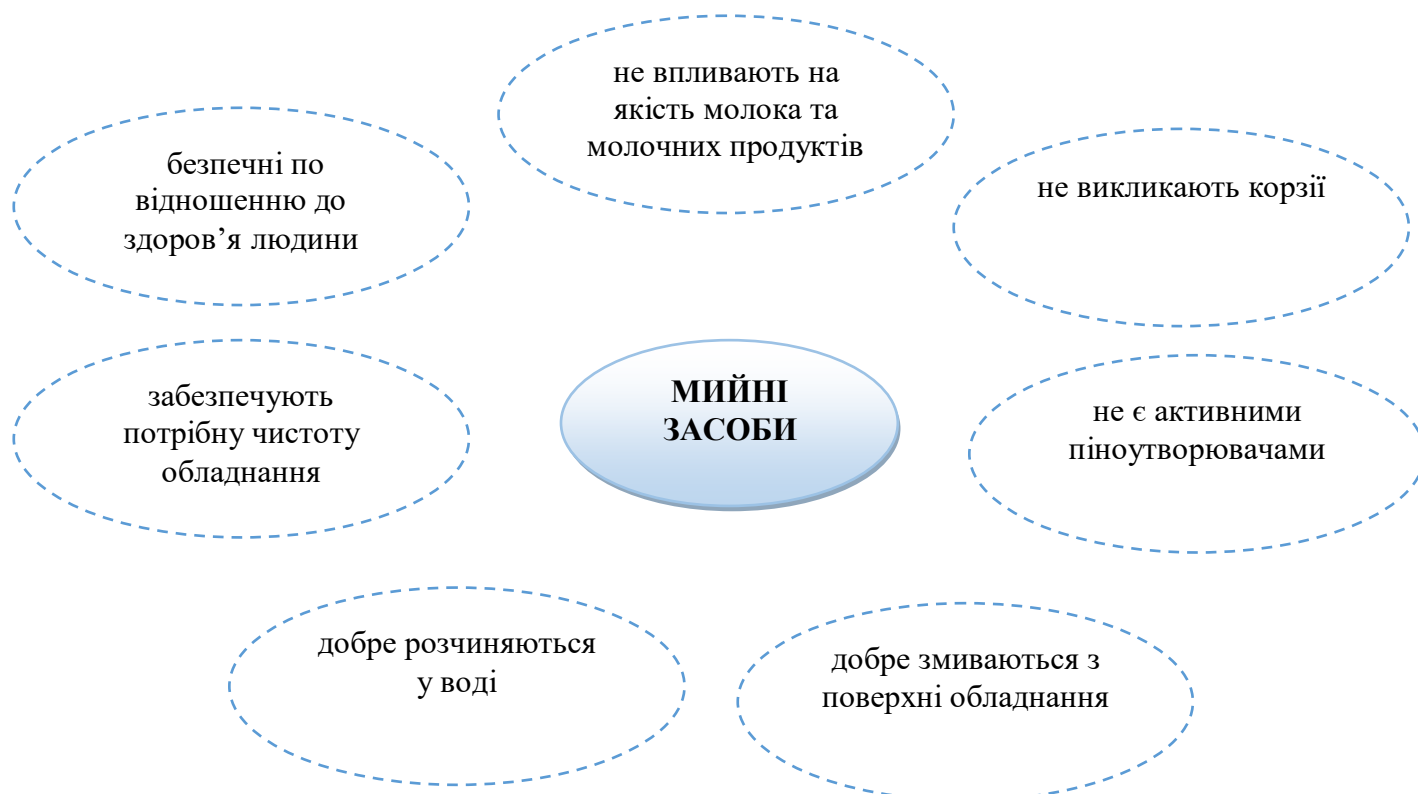 не впливають на
якість молока та
молочних продуктів
безпечні по
відношенню до
здоров’я людини
не викликають корзії
забезпечують
потрібну чистоту
обладнання
МИЙНІ
ЗАСОБИ
не є активними
піноутворювачами
добре розчиняються
у воді
добре змиваються з
поверхні обладнання